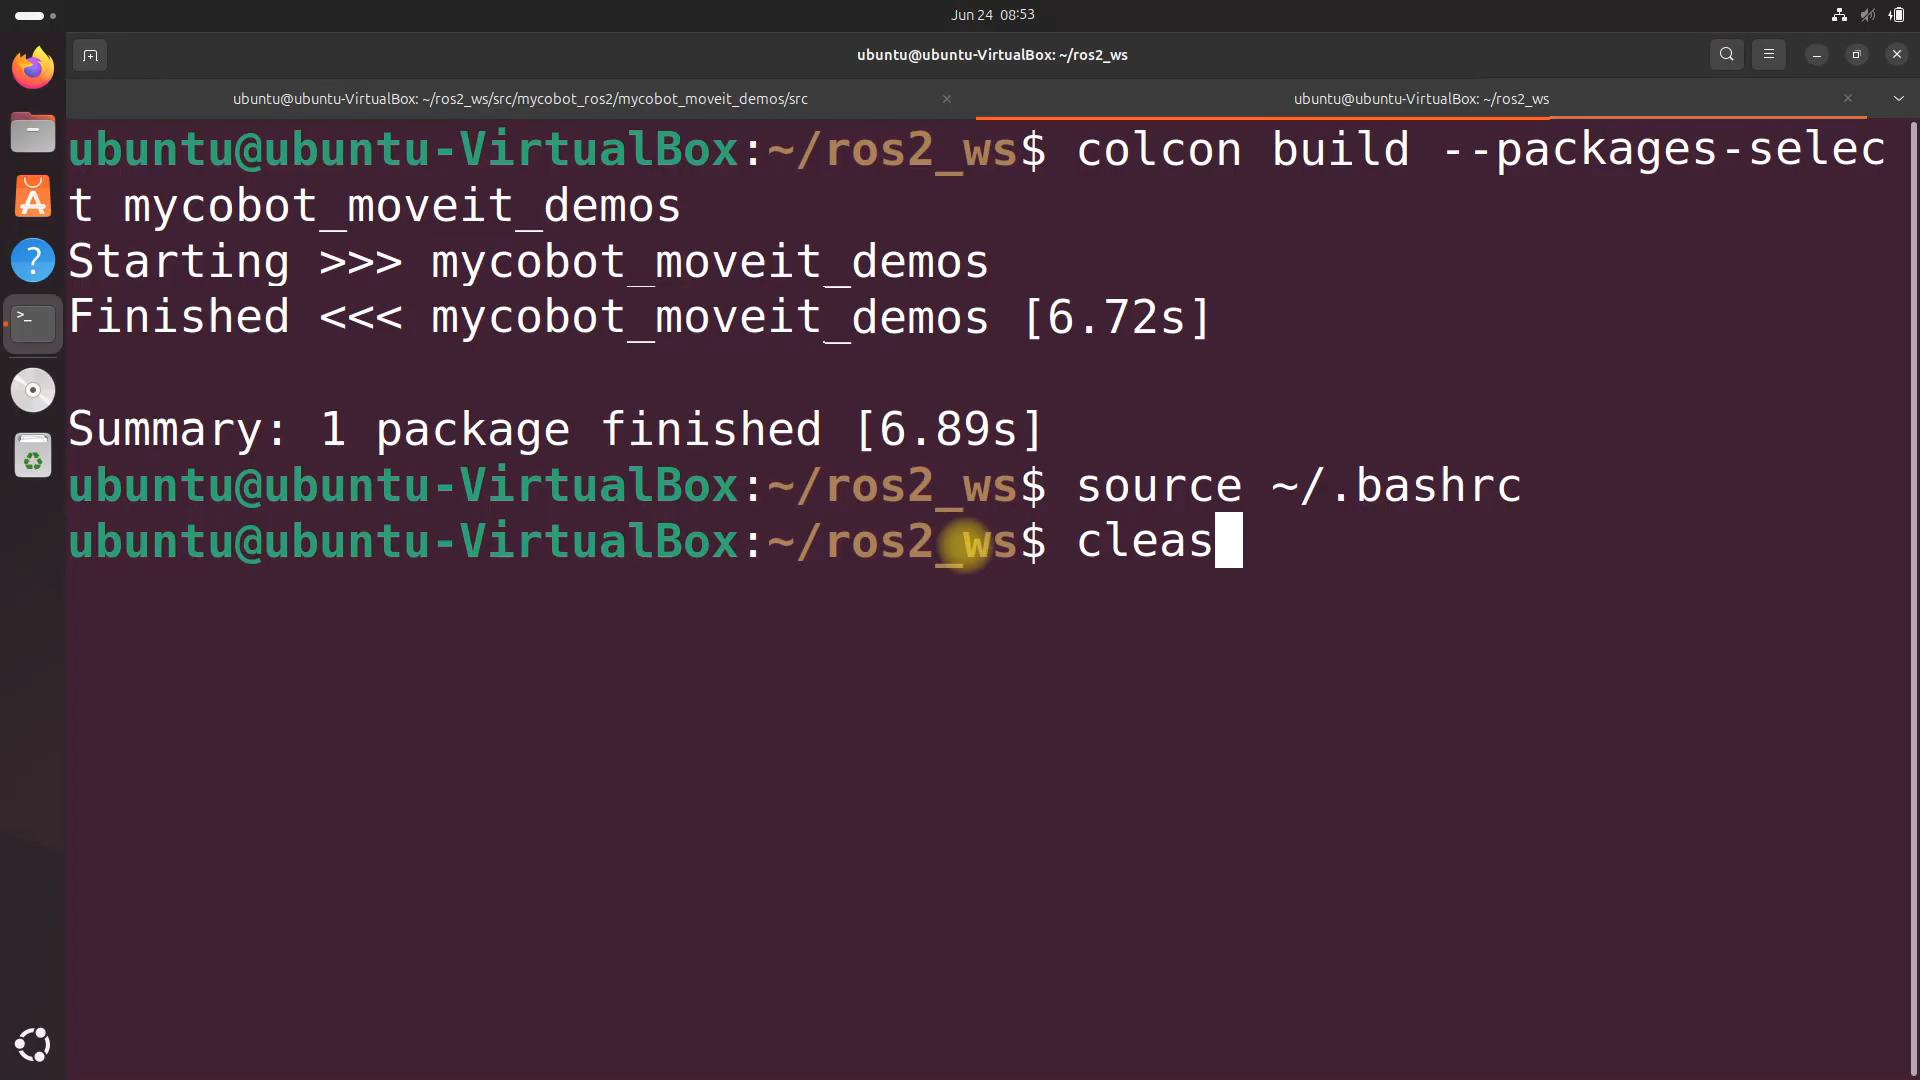 Jun 24 08:53
ubuntu@ubuntu-VirtualBox: ~/ros2_ws
ubuntu@ubuntu-VirtualBox: ~/ros2_ws/src/mycobot_ros2/mycobot_moveit_demos/src
ubuntu@ubuntu-VirtualBox: ~/ros2_ws
ubuntu@ubuntu-VirtualBox:~/ros2_ws$ colcon build --packages-selec
t mycobot_moveit_demos
Starting >>> mycobot_moveit_demos
Finished <<< mycobot_moveit_demos [6.72s]
Summary: 1 package finished [6.89s]
ubuntu@ubuntu-VirtualBox:~/ros2_ws$ source ~/.bashrc
ubuntu@ubuntu-VirtualBox:~/ros2_ws$ cleas